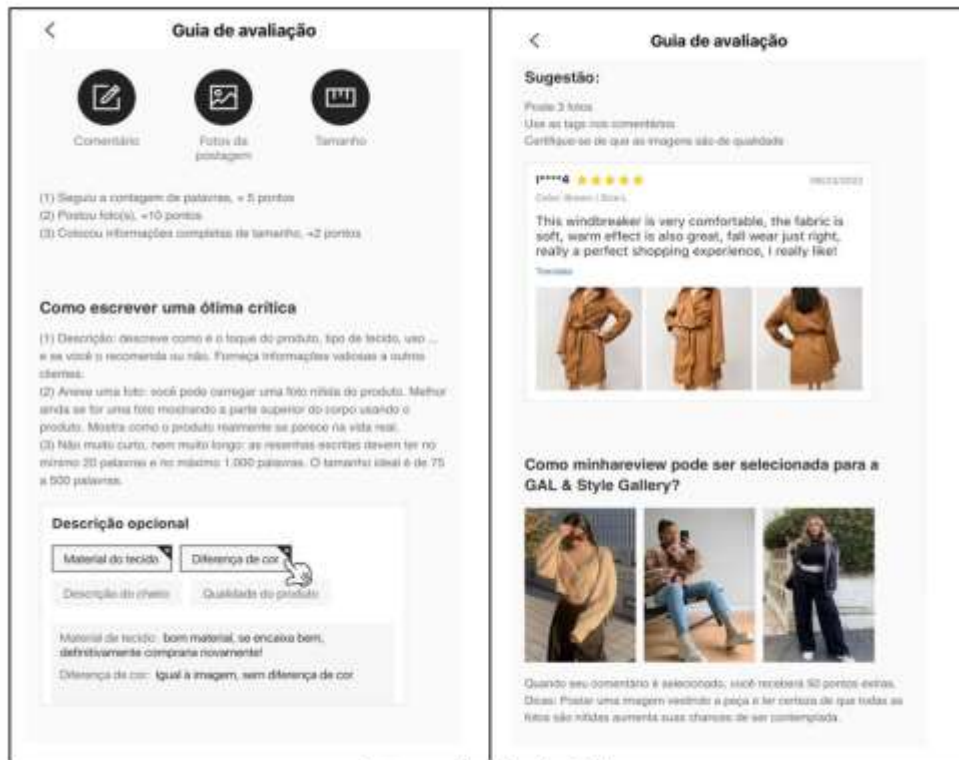 Guia de avaliação
Comentário
Fotos da
postagem
Tamanho
(1) Seguiu a contagem de palavras, + 5 pontos
(2) Postou foto(s), +10 pontos
(3) Colocou informações completas de tamanho, +2 pontos
Como escrever uma ótima crítica
(1) Descrição: descreve como é o toque do produto, tipo de tecido, uso ...
e se você o recomenda ou não. Forneça informações valiosas a outros
clientes.
(2) Anexe uma foto: você pode carregar uma foto nítida do produto. Melhor
ainda se for uma foto mostrando a parte superior do corpo usando o
produto. Mostra como o produto realmente se parece na vida real.
(3) Não muito curto, nem muito longo: as resenhas escritas devem ter no
mínimo 20 palavras e no máximo 1.000 palavras. O tamanho ideal é de 75
a 500 palavras.
Descrição opcional
Material do tecido
Diferença de cor
Descrição do cheiro
Qualidade do produto
Material de tecido: bom material, se encaixa bem,
definitivamente compraria novamente!
Diferença de cor: Igual à imagem, sem diferença de cor
Guia de avaliação
Sugestão:
Poste 3 fotos
Use as tags nos comentários
Certifique-se de que as imagens são de qualidade
l****4
Color: Brown /
This windbreaker is very comfortable, the fabric is
soft, warm effect is also great, fall wear just right,
really a perfect shopping experience, I really like!
Translate
Como minhareview pode ser selecionada para a
GAL & Style Gallery?
Quando seu comentário é selecionado, você receberá 50 pontos extras.
Dicas: Postar uma imagem vestindo a peça e ter certeza de que todas as
fotos são nítidas aumenta suas chances de ser contemplada.